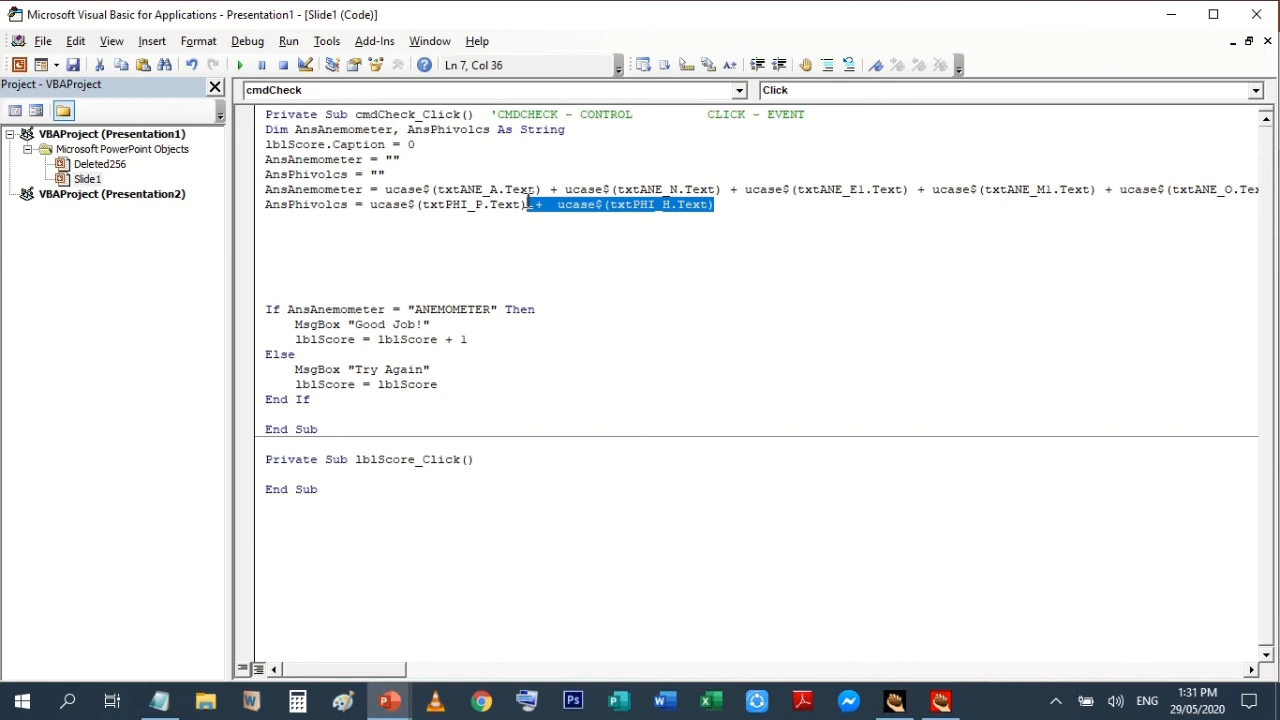 Microsoft Visual Basic for Applications - Presentation1 - [Slide1 (Code)]
File Edit View Insert Format Debug Run Tools Add-Ins Window Help
Ln 7, Col 36
Project - VBAProject
cmdCheck Click
VBAProject (Presentation1)
Microsoft PowerPoint Objects
Deleted256
Slide1
VBAProject (Presentation2)
Private Sub cmdCheck_Click() 'CMDCHECK - CONTROL CLICK - EVENT
Dim AnsAnemometer, AnsPhivolcs As String
lblScore.Caption = 0
AnsAnemometer = ""
AnsPhivolcs = ""
AnsAnemometer = ucase$(txtANE_A.Text) + ucase$(txtANE_N.Text) + ucase$(txtANE_E1.Text) + ucase$(txtANE_M1.Text) + ucase$(txtANE_O.Tex
AnsPhivolcs = ucase$(txtPHI_P.Text) + ucase$(txtPHI_H.Text)
If AnsAnemometer = "ANEMOMETER" Then
MsgBox "Good Job!"
lblScore = lblScore + 1
Else
MsgBox "Try Again"
lblScore = lblScore
End If
End Sub
Private Sub lblScore_Click()
End Sub
ENG
1:31 PM
29/05/2020